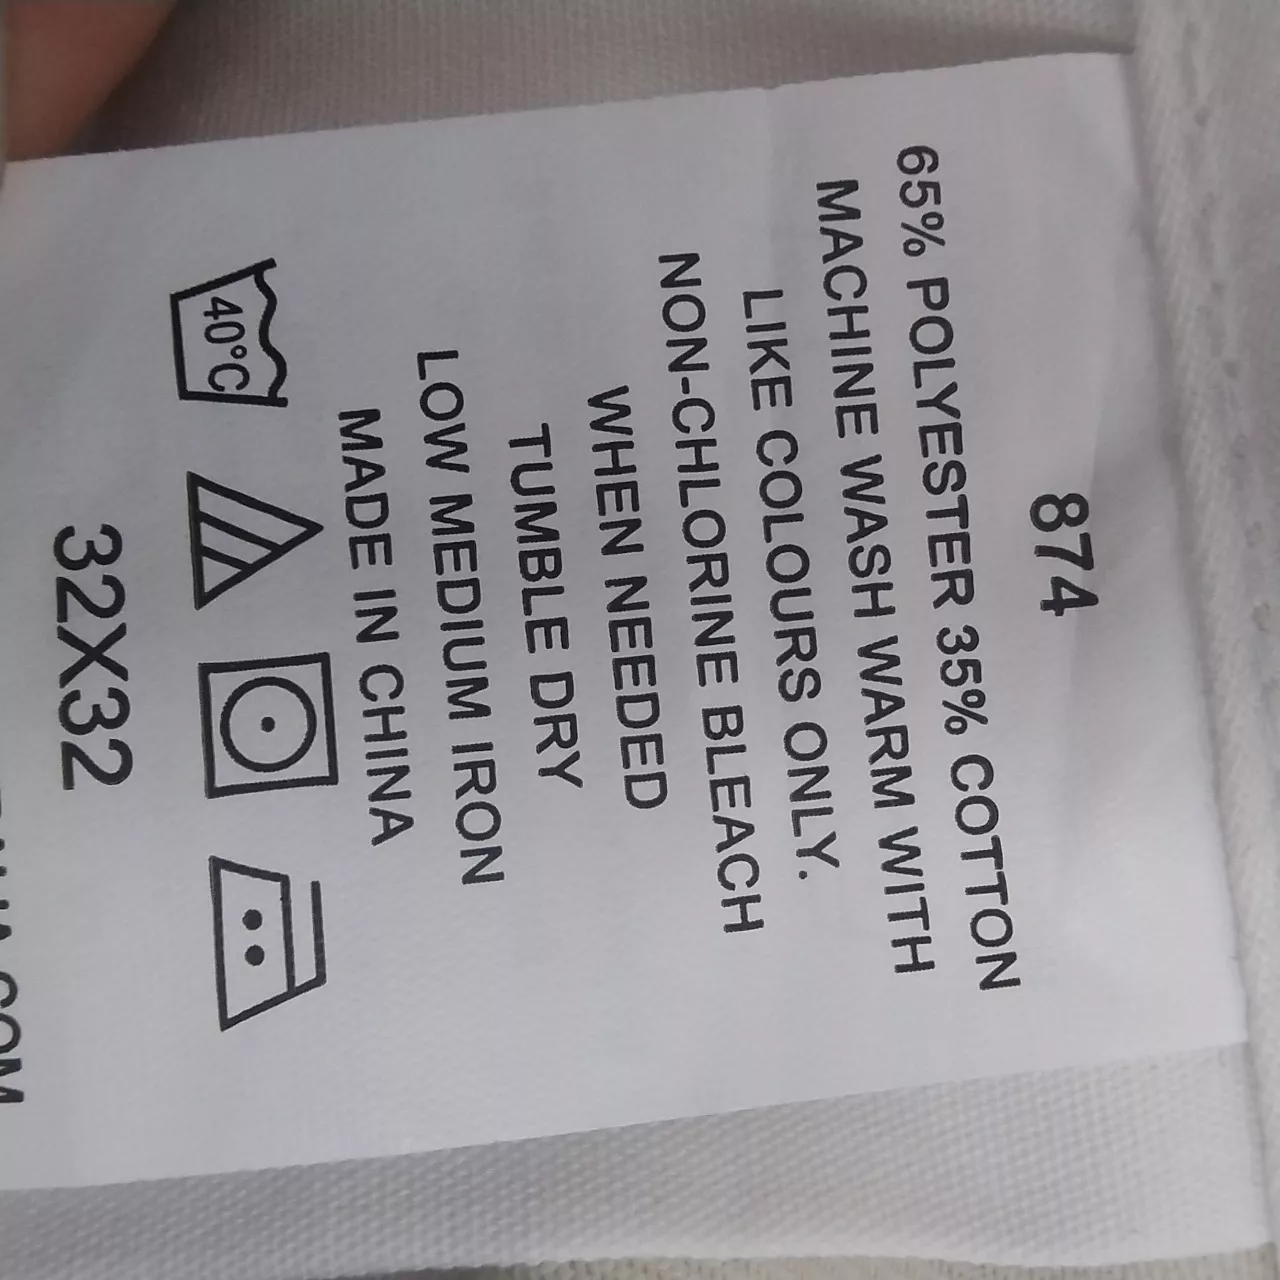 874
65% POLYESTER 35% COTTON
MACHINE WASH WARM WITH
LIKE COLOURS ONLY.
NON-CHLORINE BLEACH
WHEN NEEDED
TUMBLE DRY
LOW MEDIUM IRON
MADE IN CHINA
40°C
32X32